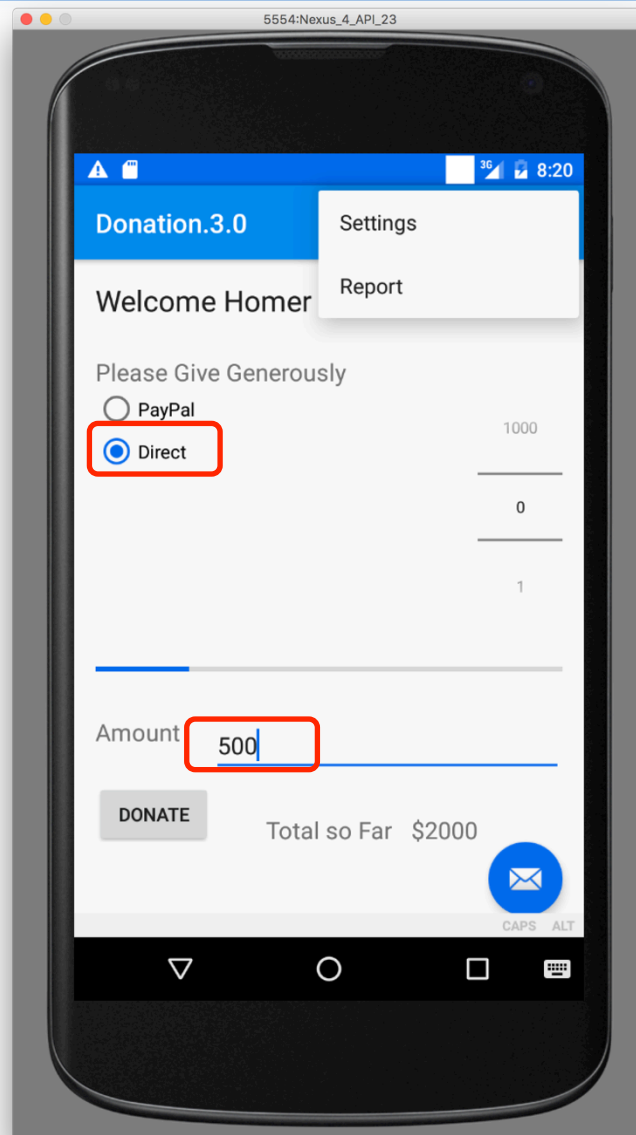 5554:Nexus_4_API_23
3G 8:20
Donation.3.0
Settings
Report
Welcome Homer
Please Give Generously
PayPal
Direct
1000
0
1
Amount
500
DONATE
Total so Far $2000
CAPS ALT